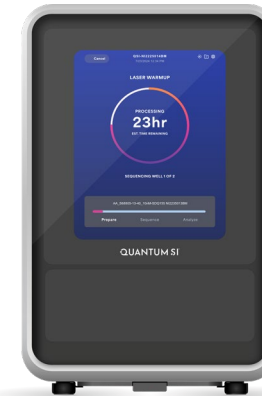 Cancel
LASER WARMUP
PROCESSING
23hr
EST TIME REMAINING
SEQUENCING WELL 1 OF 2
Prepare Sequence Analyze
QUANTUM SI